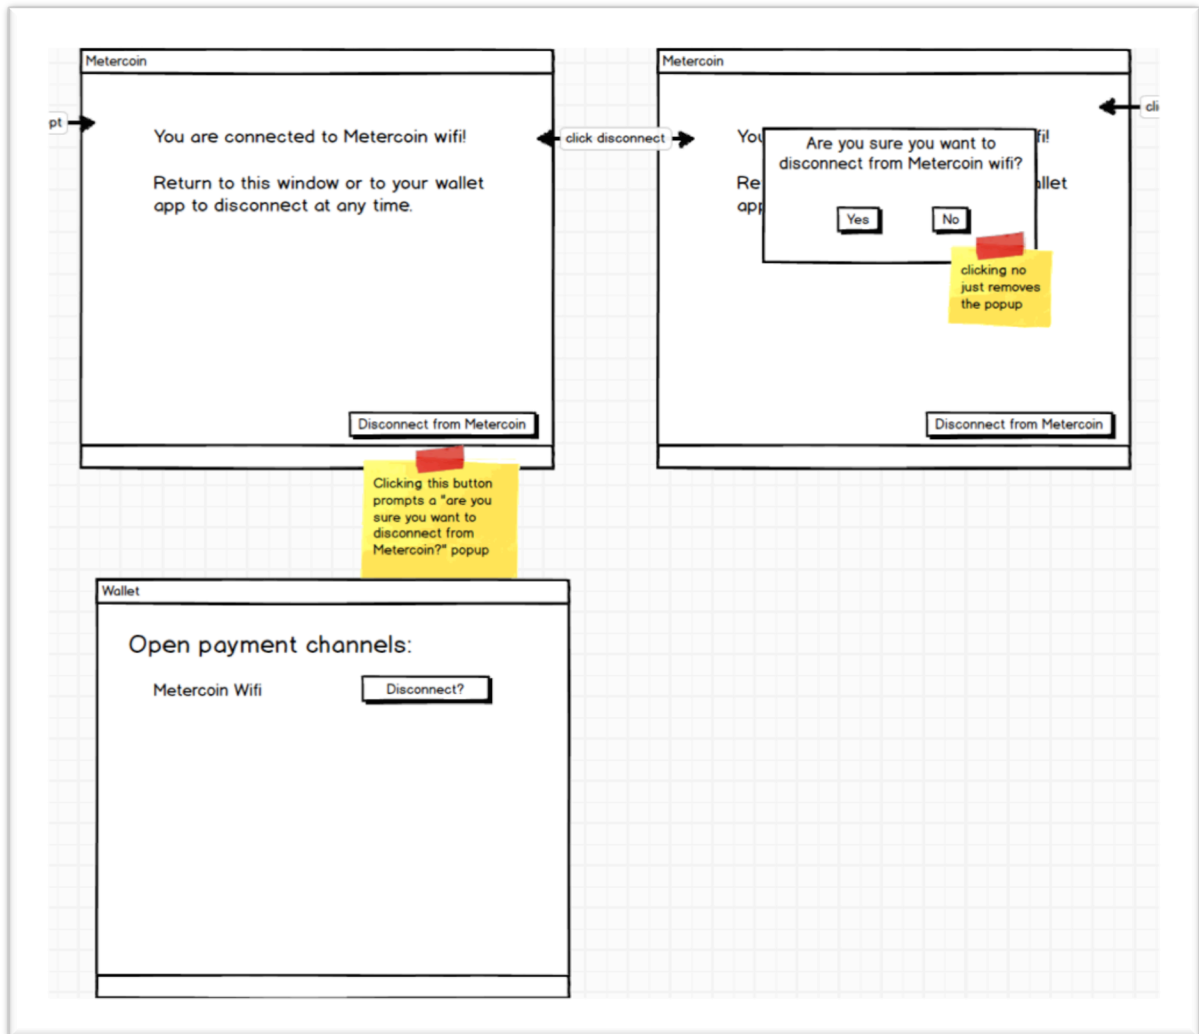 Metercoin
pt
You are connected to Metercoin wifi!
Return to this window or to your wallet
app to disconnect at any time.
Disconnect from Metercoin
Clicking this button
prompts a "are you
sure you want to
disconnect from
Metercoin?" popup
click disconnect
Metercoin
cli
You
fi!
Re
allet
app
Are you sure you want to
disconnect from Metercoin wifi?
Yes
No
clicking no
just removes
the popup
Disconnect from Metercoin
Wallet
Open payment channels:
Metercoin Wifi
Disconnect?